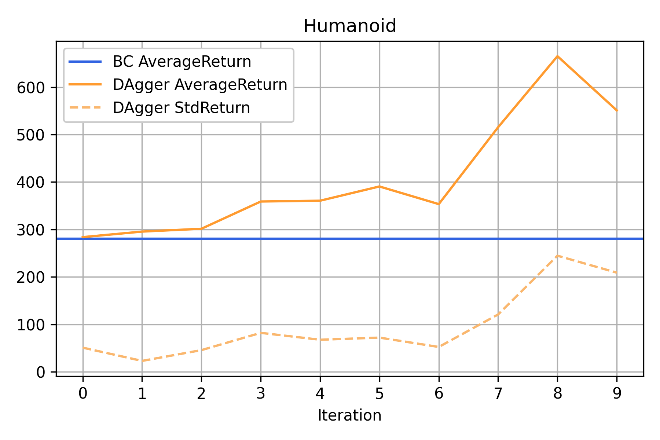 Humanoid
BC AverageReturn
DAgger AverageReturn
DAgger StdReturn
600
500
400
300
200
100
0
0 1 2 3 4 5 6 7 8 9
Iteration